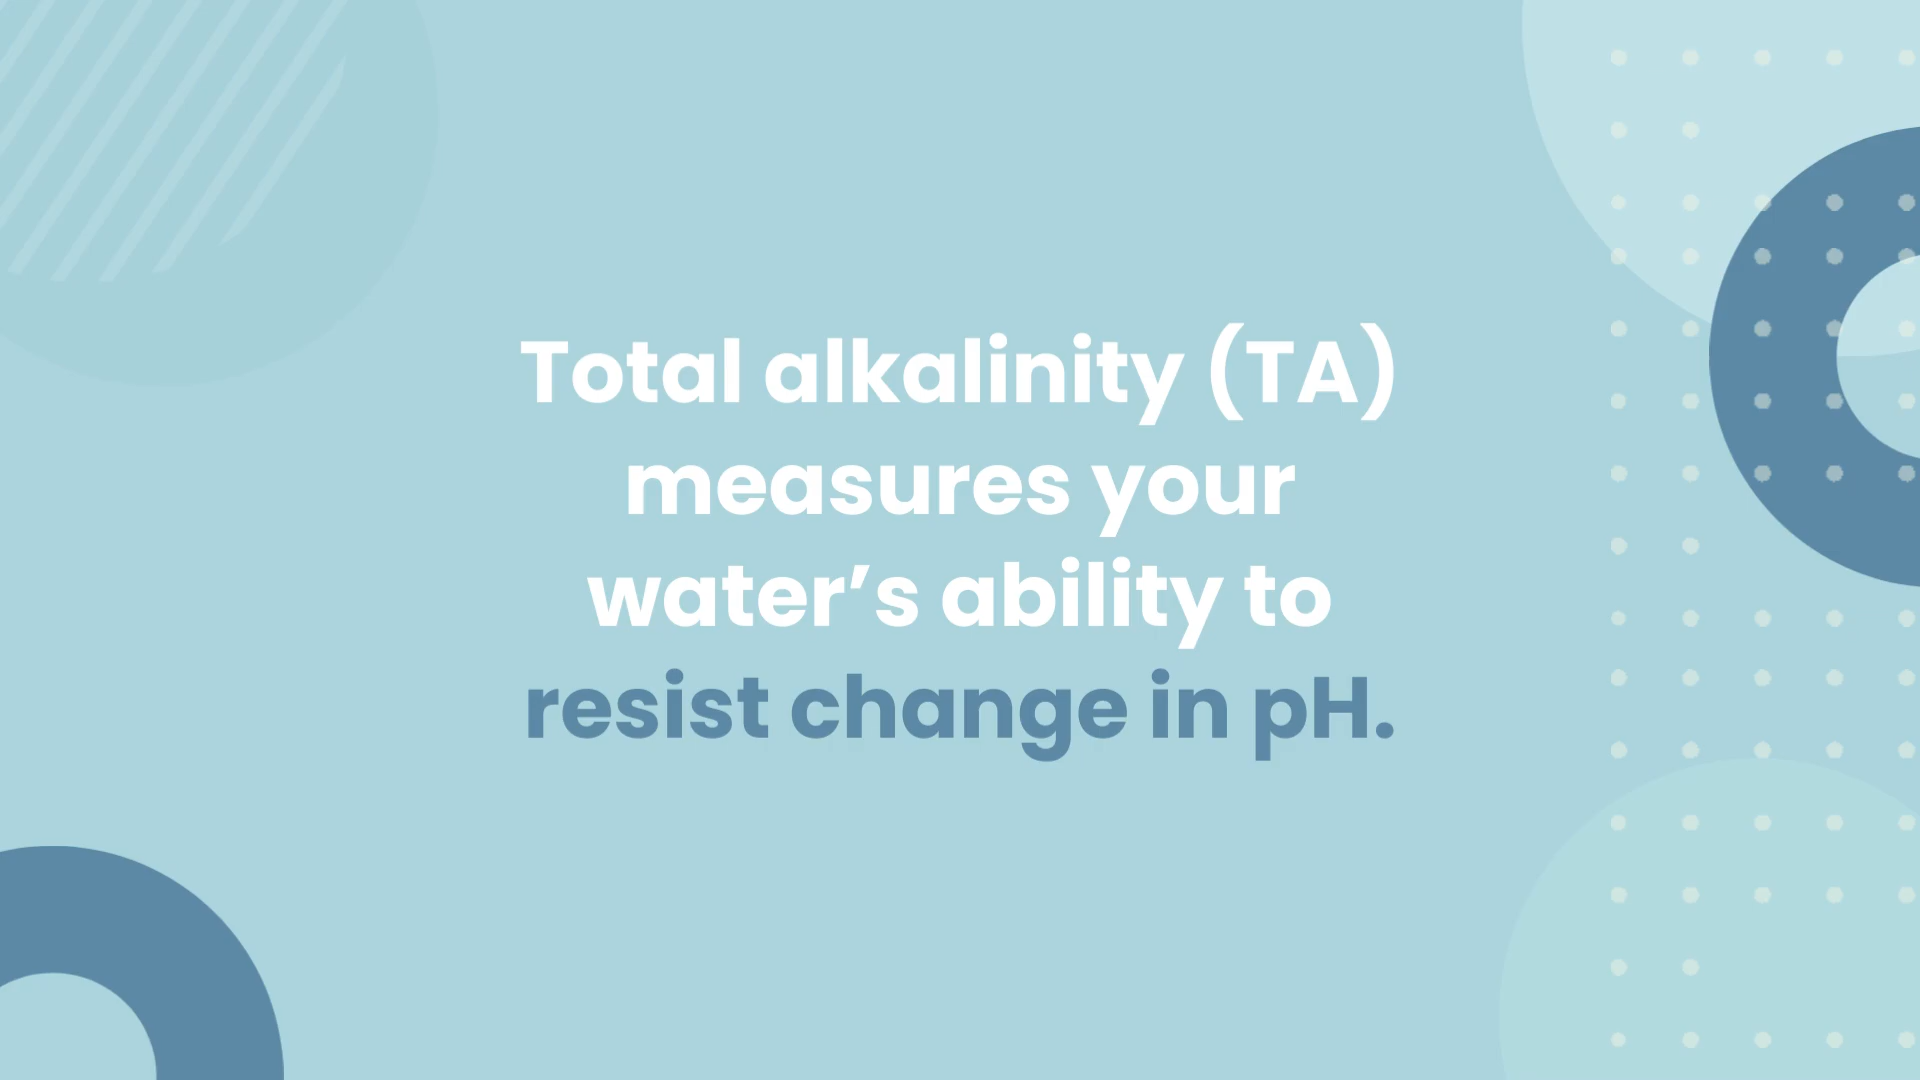 Total alkalinity (TA)
measures your
water’s ability to
resist change in pH.